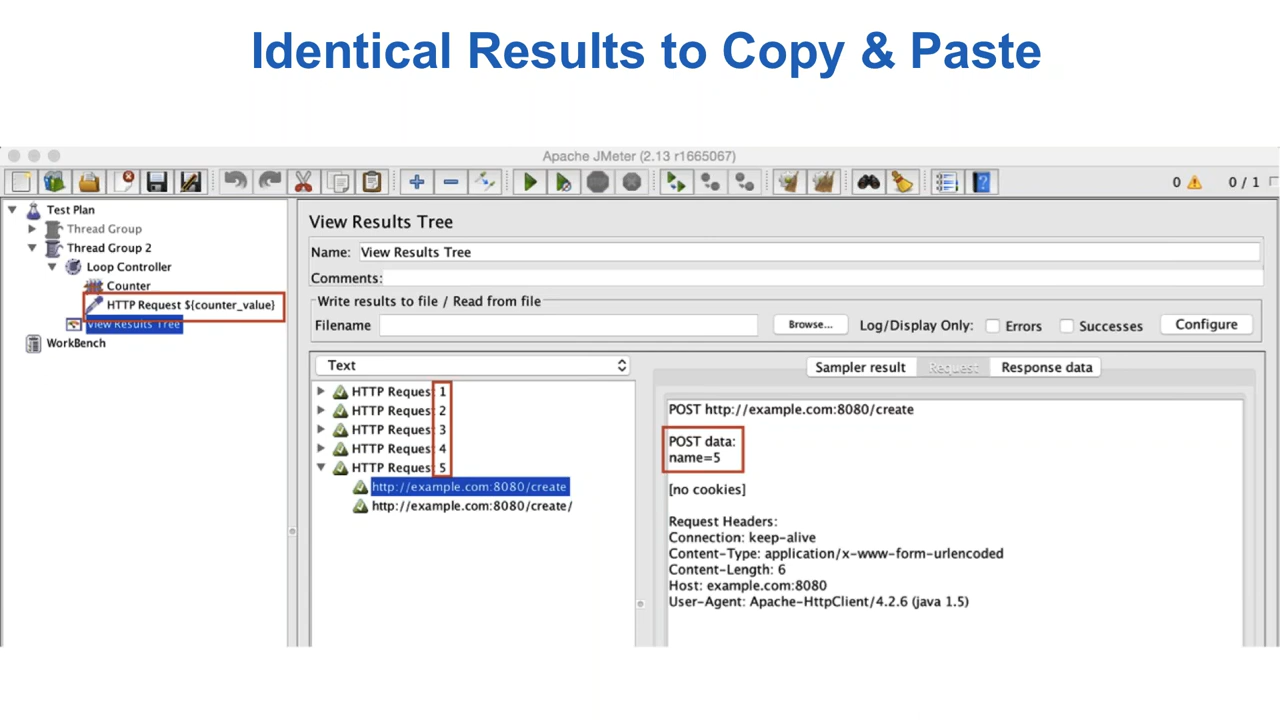 Identical Results to Copy & Paste
Apache JMeter (2.13 r1665067)
0
0 / 1
Test Plan
Thread Group
Thread Group 2
Loop Controller
Counter
HTTP Request ${counter_value}
View Results Tree
WorkBench
View Results Tree
Name: View Results Tree
Comments:
Write results to file / Read from file
Filename Browse... Log/Display Only: Errors Successes Configure
Text
HTTP Request 1
HTTP Request 2
HTTP Request 3
HTTP Request 4
HTTP Request 5
http://example.com:8080/create
http://example.com:8080/create/
Sampler result Request Response data
POST http://example.com:8080/create
POST data:
name=5
[no cookies]
Request Headers:
Connection: keep-alive
Content-Type: application/x-www-form-urlencoded
Content-Length: 6
Host: example.com:8080
User-Agent: Apache-HttpClient/4.2.6 (java 1.5)